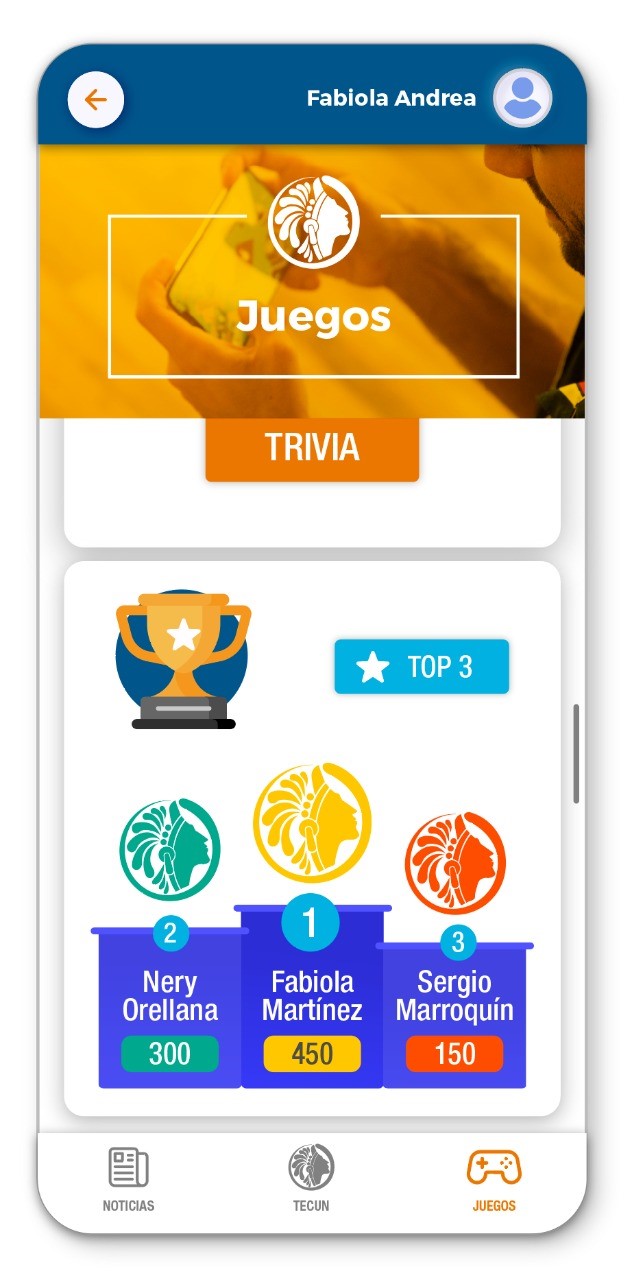 Fabiola Andrea
Juegos
TRIVIA
TOP 3
1
2
3
Nery
Orellana
300
Fabiola
Martínez
450
Sergio
Marroquín
150
NOTICIAS
TECUN
JUEGOS